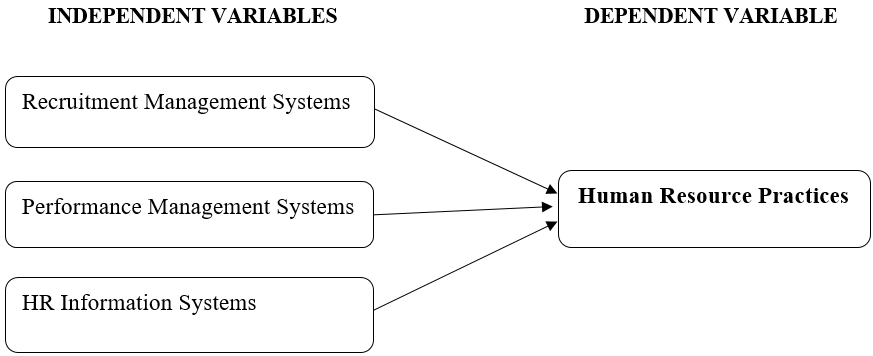 INDEPENDENT VARIABLES
DEPENDENT VARIABLE
Recruitment Management Systems
Performance Management Systems
HR Information Systems
Human Resource Practices